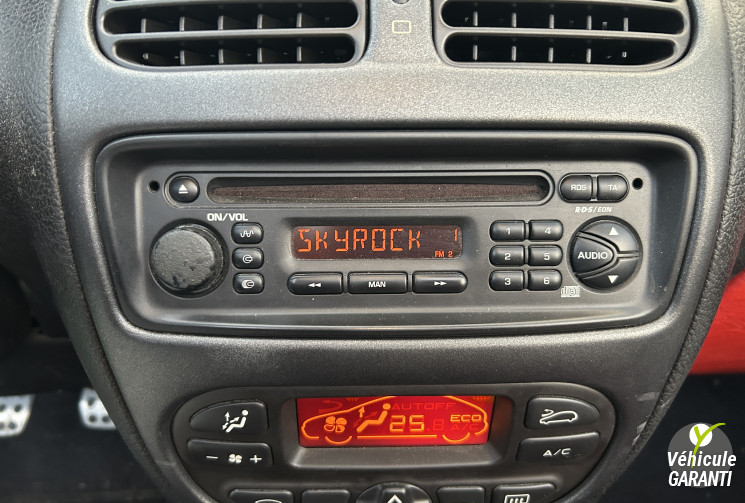 RDS TA
R·D·S/EON
ON/VOL
SKYROCK 1
FM 2
1 4
2 5
3 6
AUDIO
◄◄ MAN ►►
AUTO OFF
ECO
25
A/C
- +
Véhicule
GARANTI